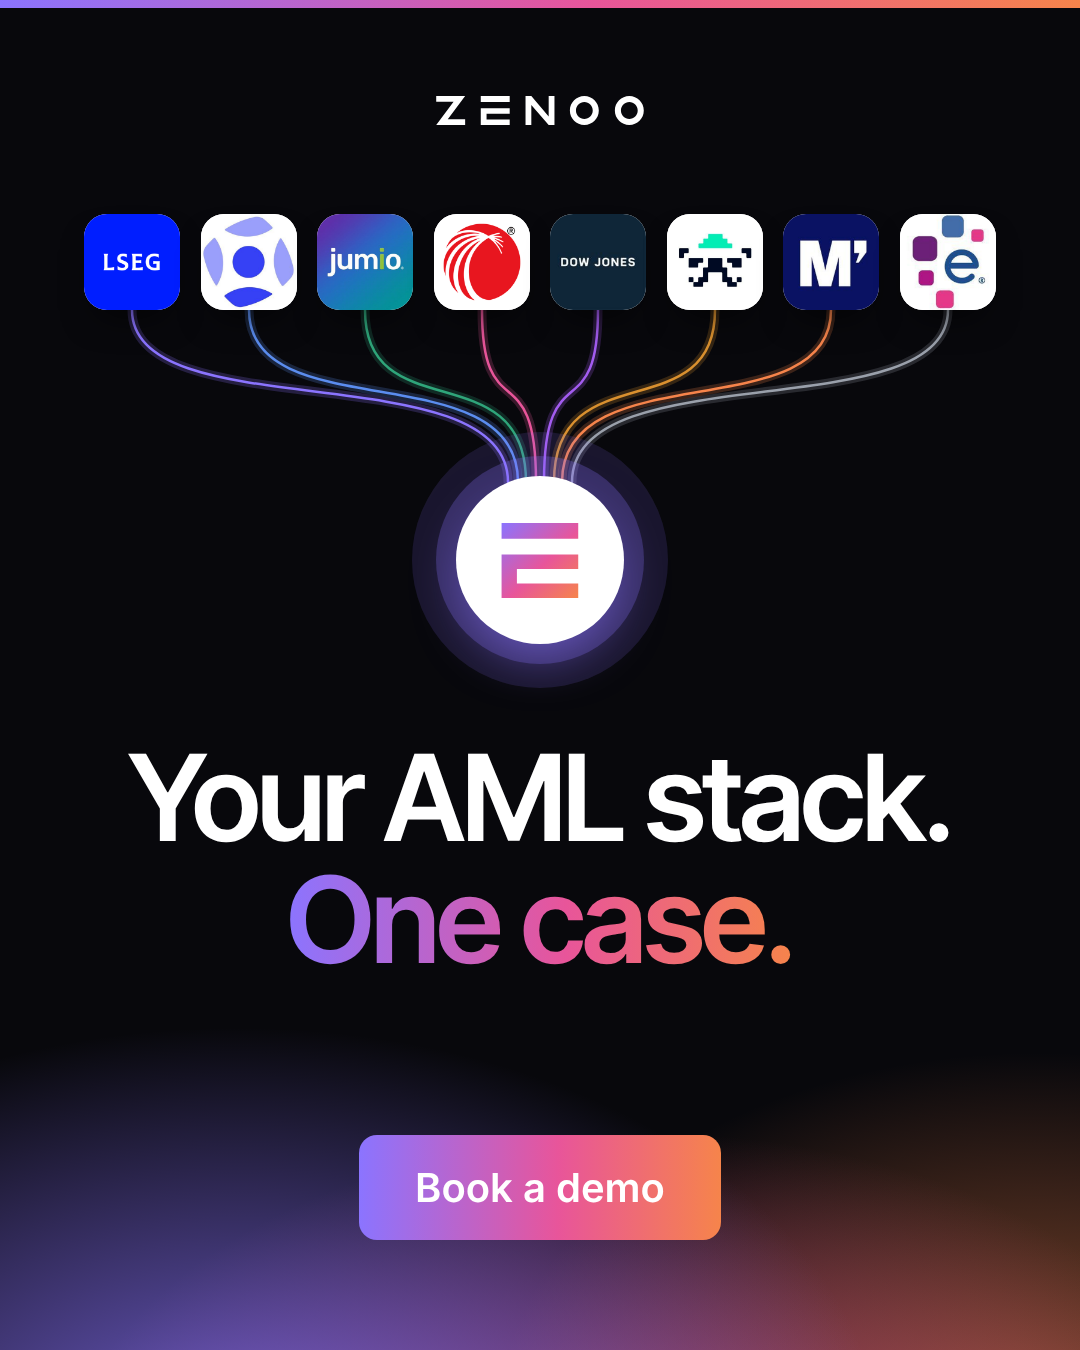 ZENOO
LSEG
jumio
®
DOW JONES
M’
e®
Your AML stack.
One case.
Book a demo